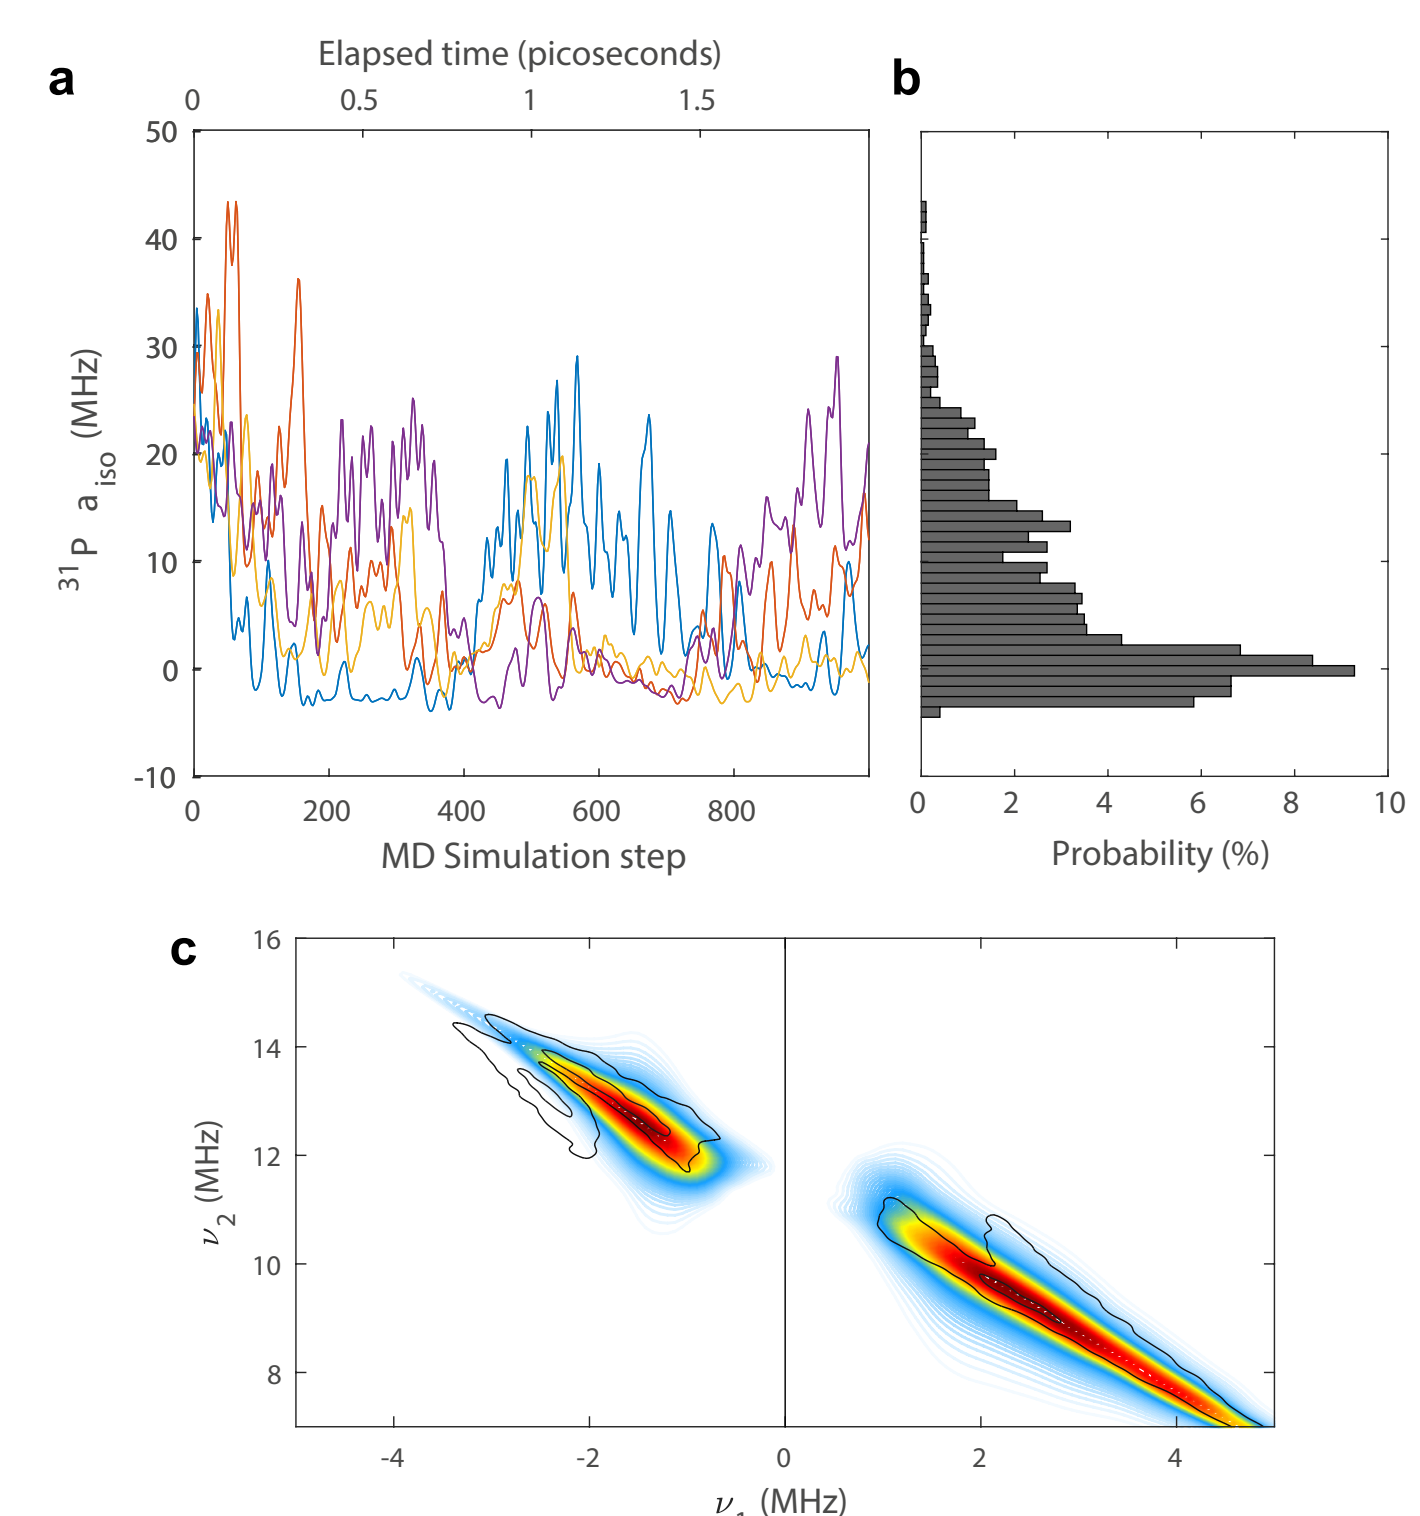 a
Elapsed time (picoseconds)
0 0.5 1 1.5
50
40
30
20
10
0
-10
31P a iso (MHz)
0 200 400 600 800
MD Simulation step
b
0 2 4 6 8 10
Probability (%)
c
16
14
12
10
8
ν2 (MHz)
-4 -2 0 2 4
ν1 (MHz)